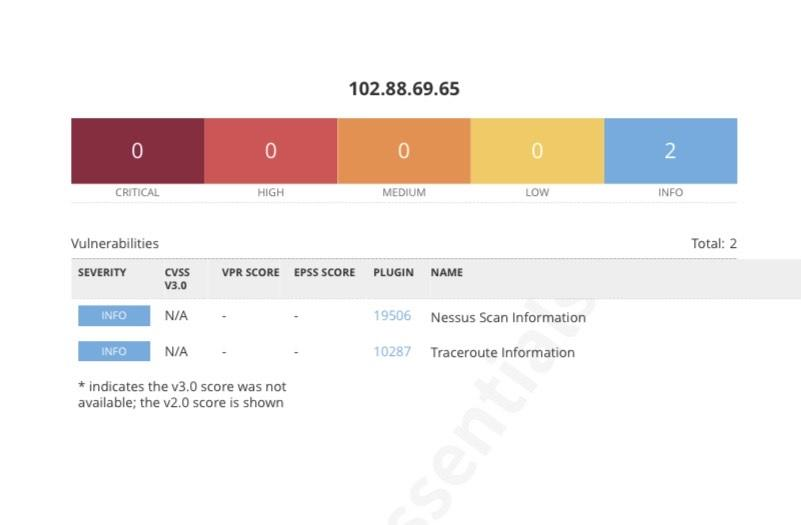 102.88.69.65
0 0 0 0 2
CRITICAL HIGH MEDIUM LOW INFO
Vulnerabilities Total: 2
SEVERITY CVSS V3.0 VPR SCORE EPSS SCORE PLUGIN NAME
INFO N/A - - 19506 Nessus Scan Information
INFO N/A - - 10287 Traceroute Information
* indicates the v3.0 score was not
available; the v2.0 score is shown
ssentials